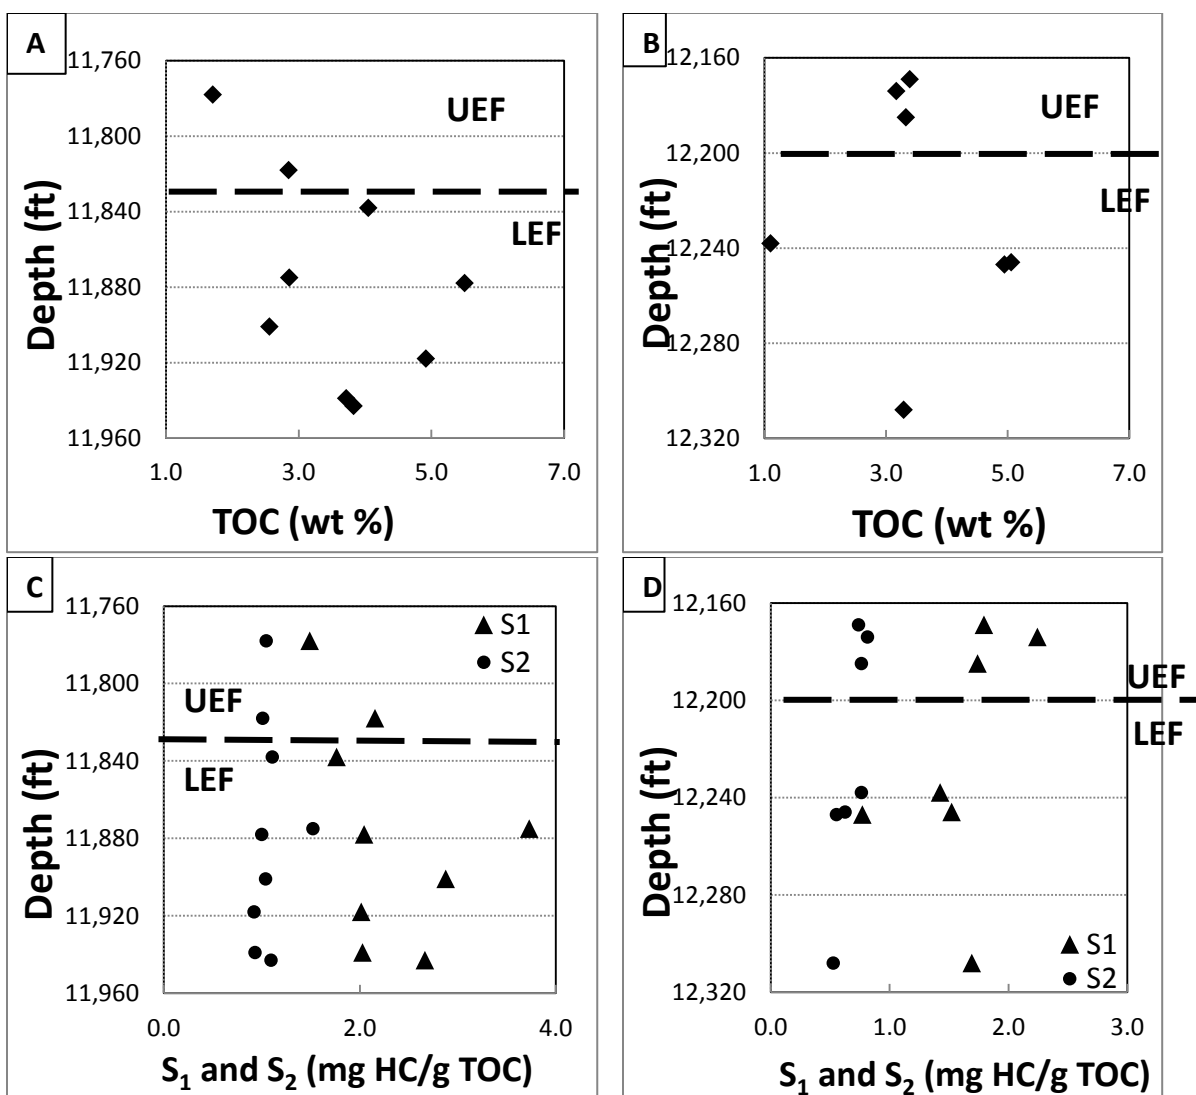 A
11,760
11,800
11,840
11,880
11,920
11,960
Depth (ft)
UEF
LEF
1.0 3.0 5.0 7.0
TOC (wt %)
B
12,160
12,200
12,240
12,280
12,320
Depth (ft)
UEF
LEF
1.0 3.0 5.0 7.0
TOC (wt %)
C
11,760
11,800
11,840
11,880
11,920
11,960
Depth (ft)
S1
S2
UEF
LEF
0.0 2.0 4.0
S1 and S2 (mg HC/g TOC)
D
12,160
12,200
12,240
12,280
12,320
Depth (ft)
UEF
LEF
S1
S2
0.0 1.0 2.0 3.0
S1 and S2 (mg HC/g TOC)